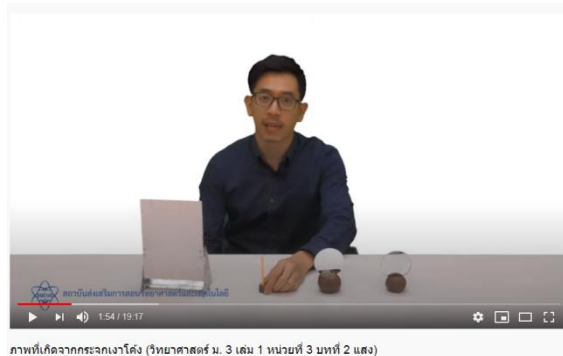 สถาบันส่งเสริมการสอนวิทยาศาสตร์และเทคโนโลยี
1:54 / 19:17
ภาพที่เกิดจากกระจกเงาโค้ง (วิทยาศาสตร์ ม. 3 เล่ม 1 หน่วยที่ 3 บทที่ 2 แสง)